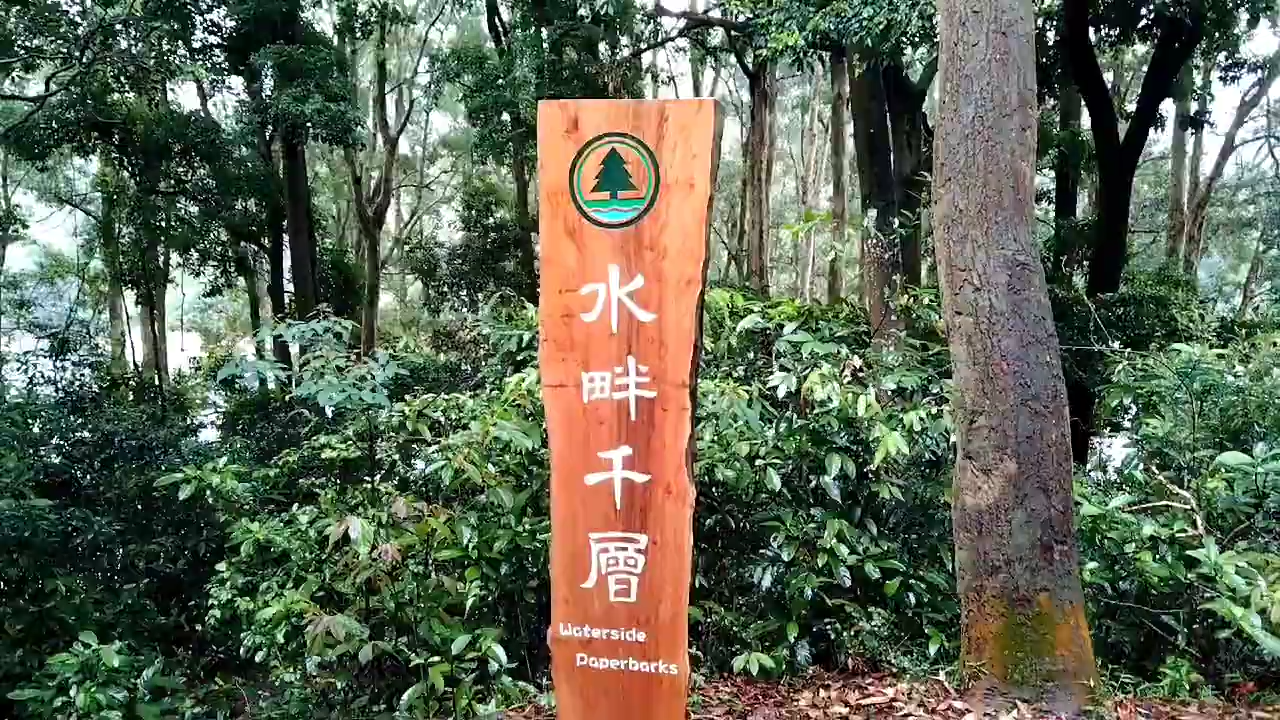 水畔千層
Waterside
Paperbarks